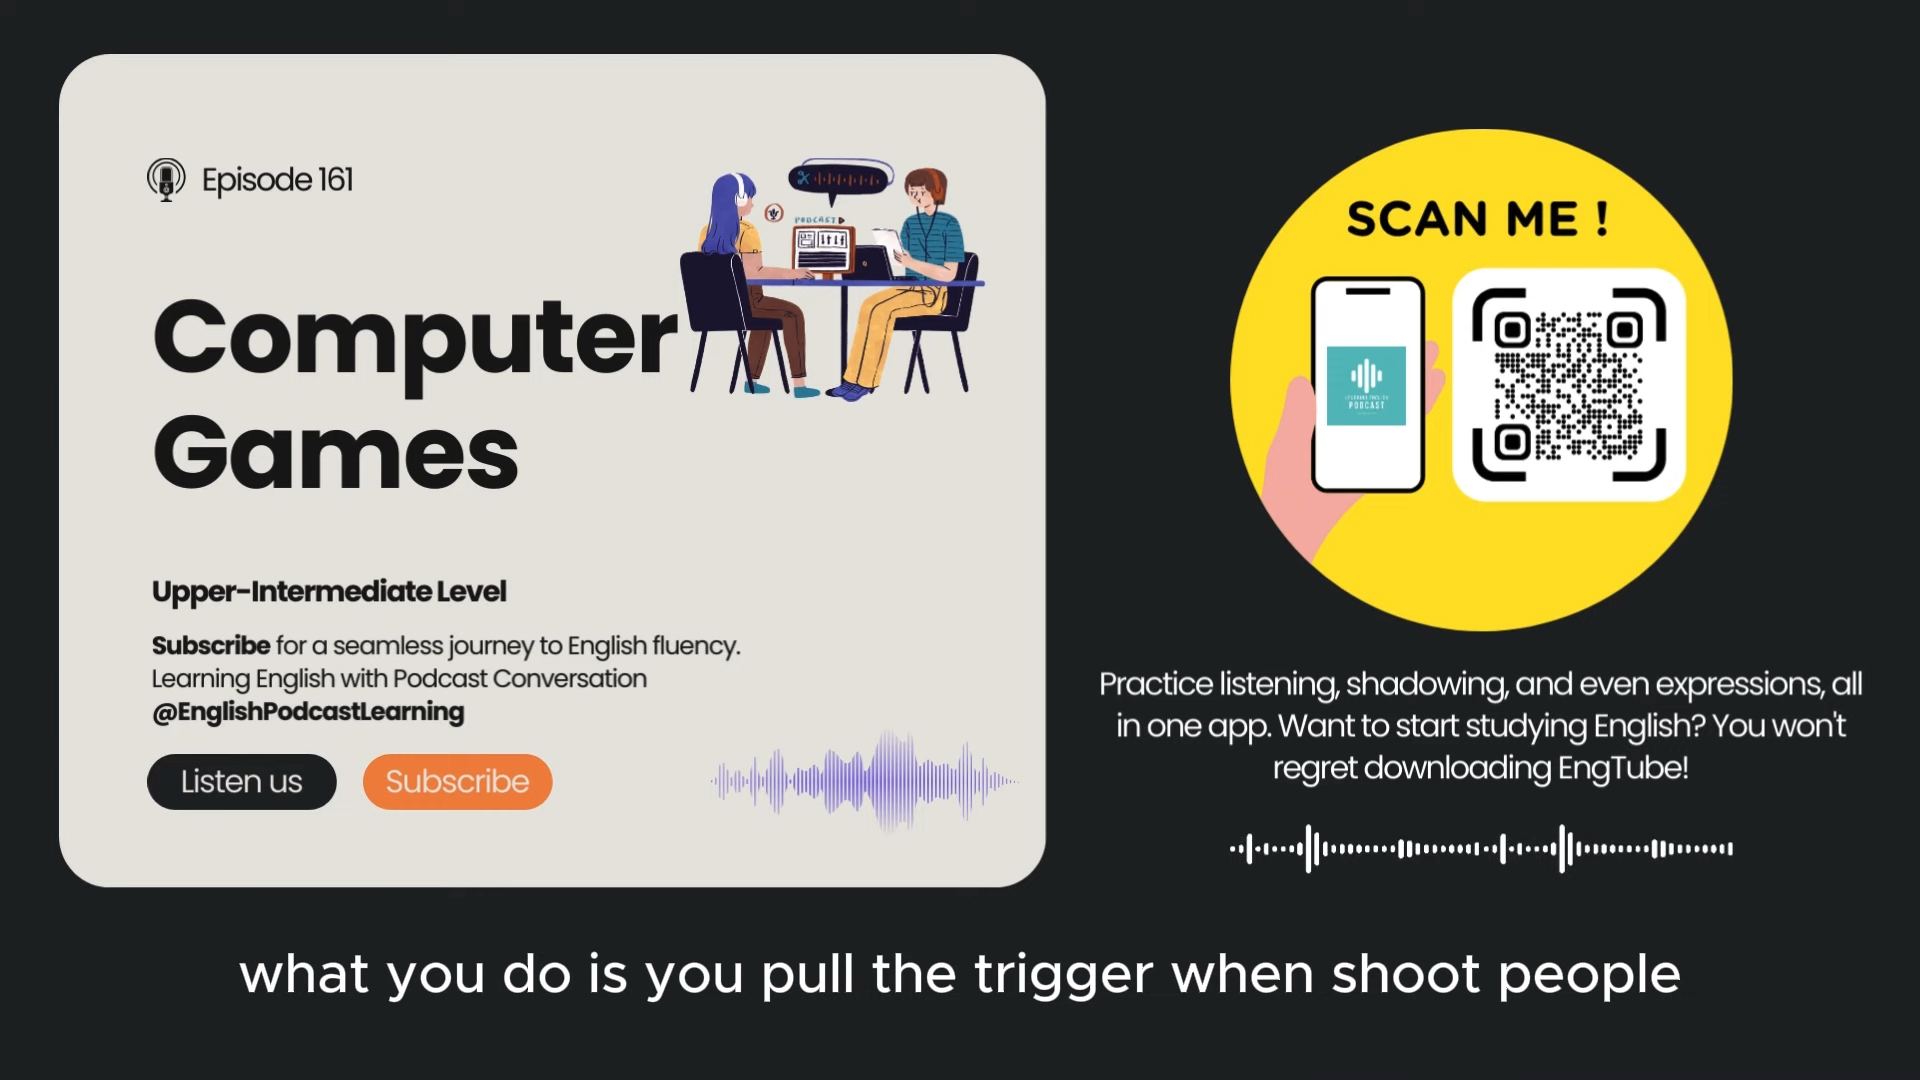 Episode 161
PODCAST
Computer
Games
Upper-Intermediate Level
Subscribe for a seamless journey to English fluency.
Learning English with Podcast Conversation
@EnglishPodcastLearning
Listen us
Subscribe
SCAN ME !
PODCAST
Practice listening, shadowing, and even expressions, all
in one app. Want to start studying English? You won't
regret downloading EngTube!
what you do is you pull the trigger when shoot people